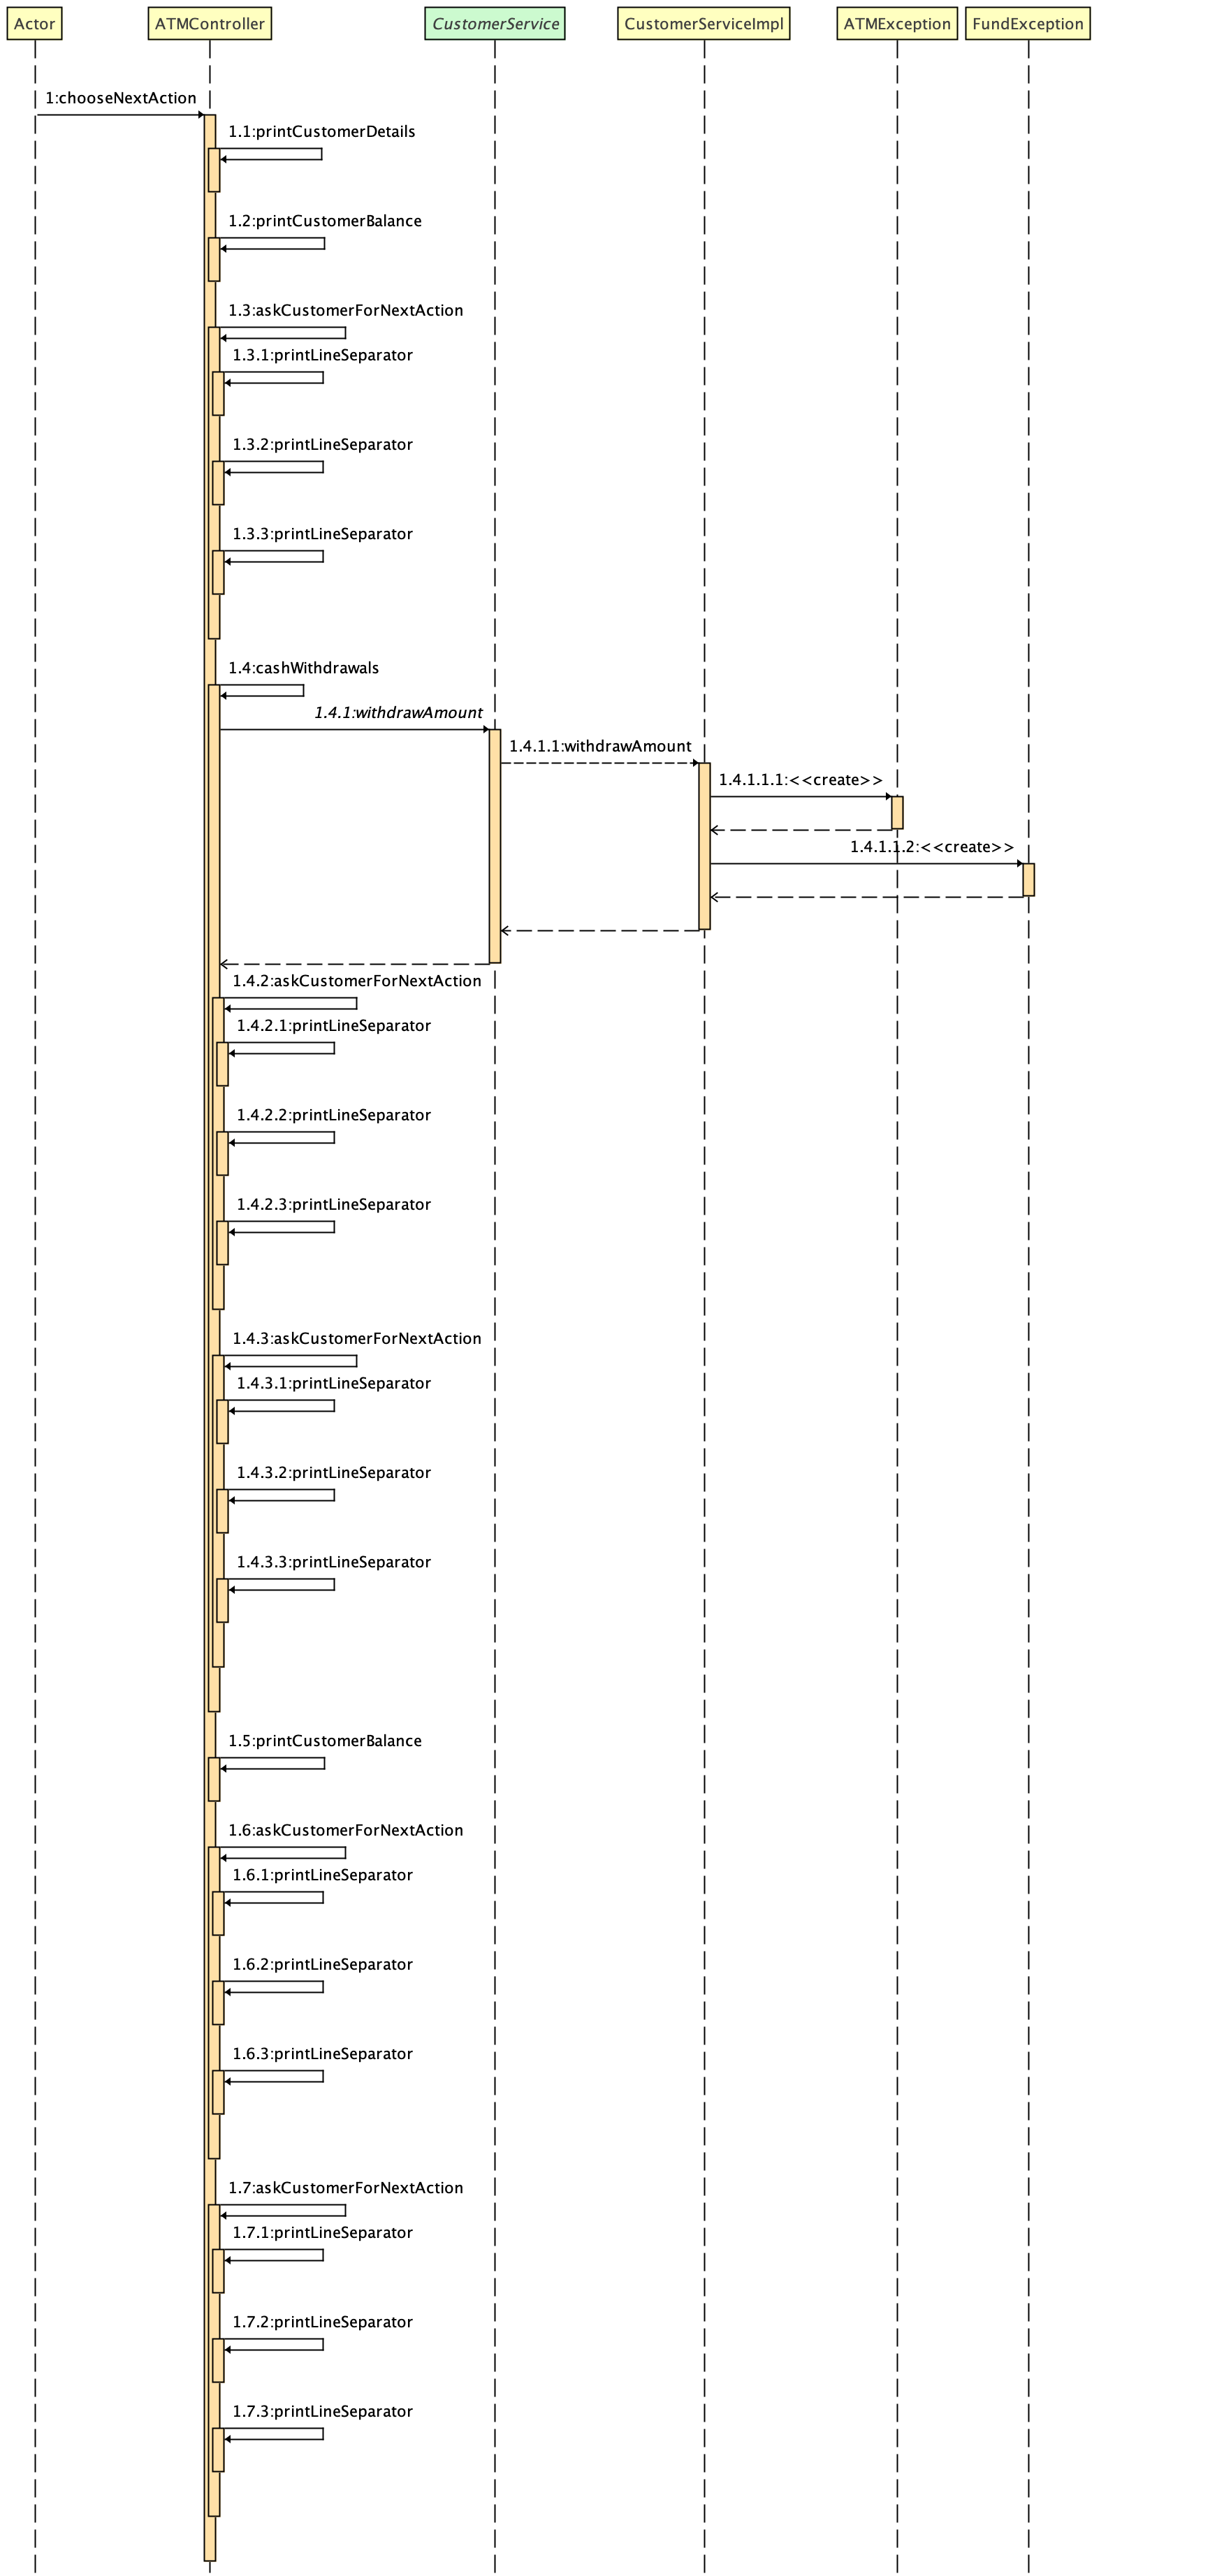 Actor
ATMController
CustomerService
CustomerServiceImpl
ATMException
FundException
1:chooseNextAction
1.1:printCustomerDetails
1.2:printCustomerBalance
1.3:askCustomerForNextAction
1.3.1:printLineSeparator
1.3.2:printLineSeparator
1.3.3:printLineSeparator
1.4:cashWithdrawals
1.4.1:withdrawAmount
1.4.1.1:withdrawAmount
1.4.1.1.1:<<create>>
1.4.1.1.2:<<create>>
1.4.2:askCustomerForNextAction
1.4.2.1:printLineSeparator
1.4.2.2:printLineSeparator
1.4.2.3:printLineSeparator
1.4.3:askCustomerForNextAction
1.4.3.1:printLineSeparator
1.4.3.2:printLineSeparator
1.4.3.3:printLineSeparator
1.5:printCustomerBalance
1.6:askCustomerForNextAction
1.6.1:printLineSeparator
1.6.2:printLineSeparator
1.6.3:printLineSeparator
1.7:askCustomerForNextAction
1.7.1:printLineSeparator
1.7.2:printLineSeparator
1.7.3:printLineSeparator